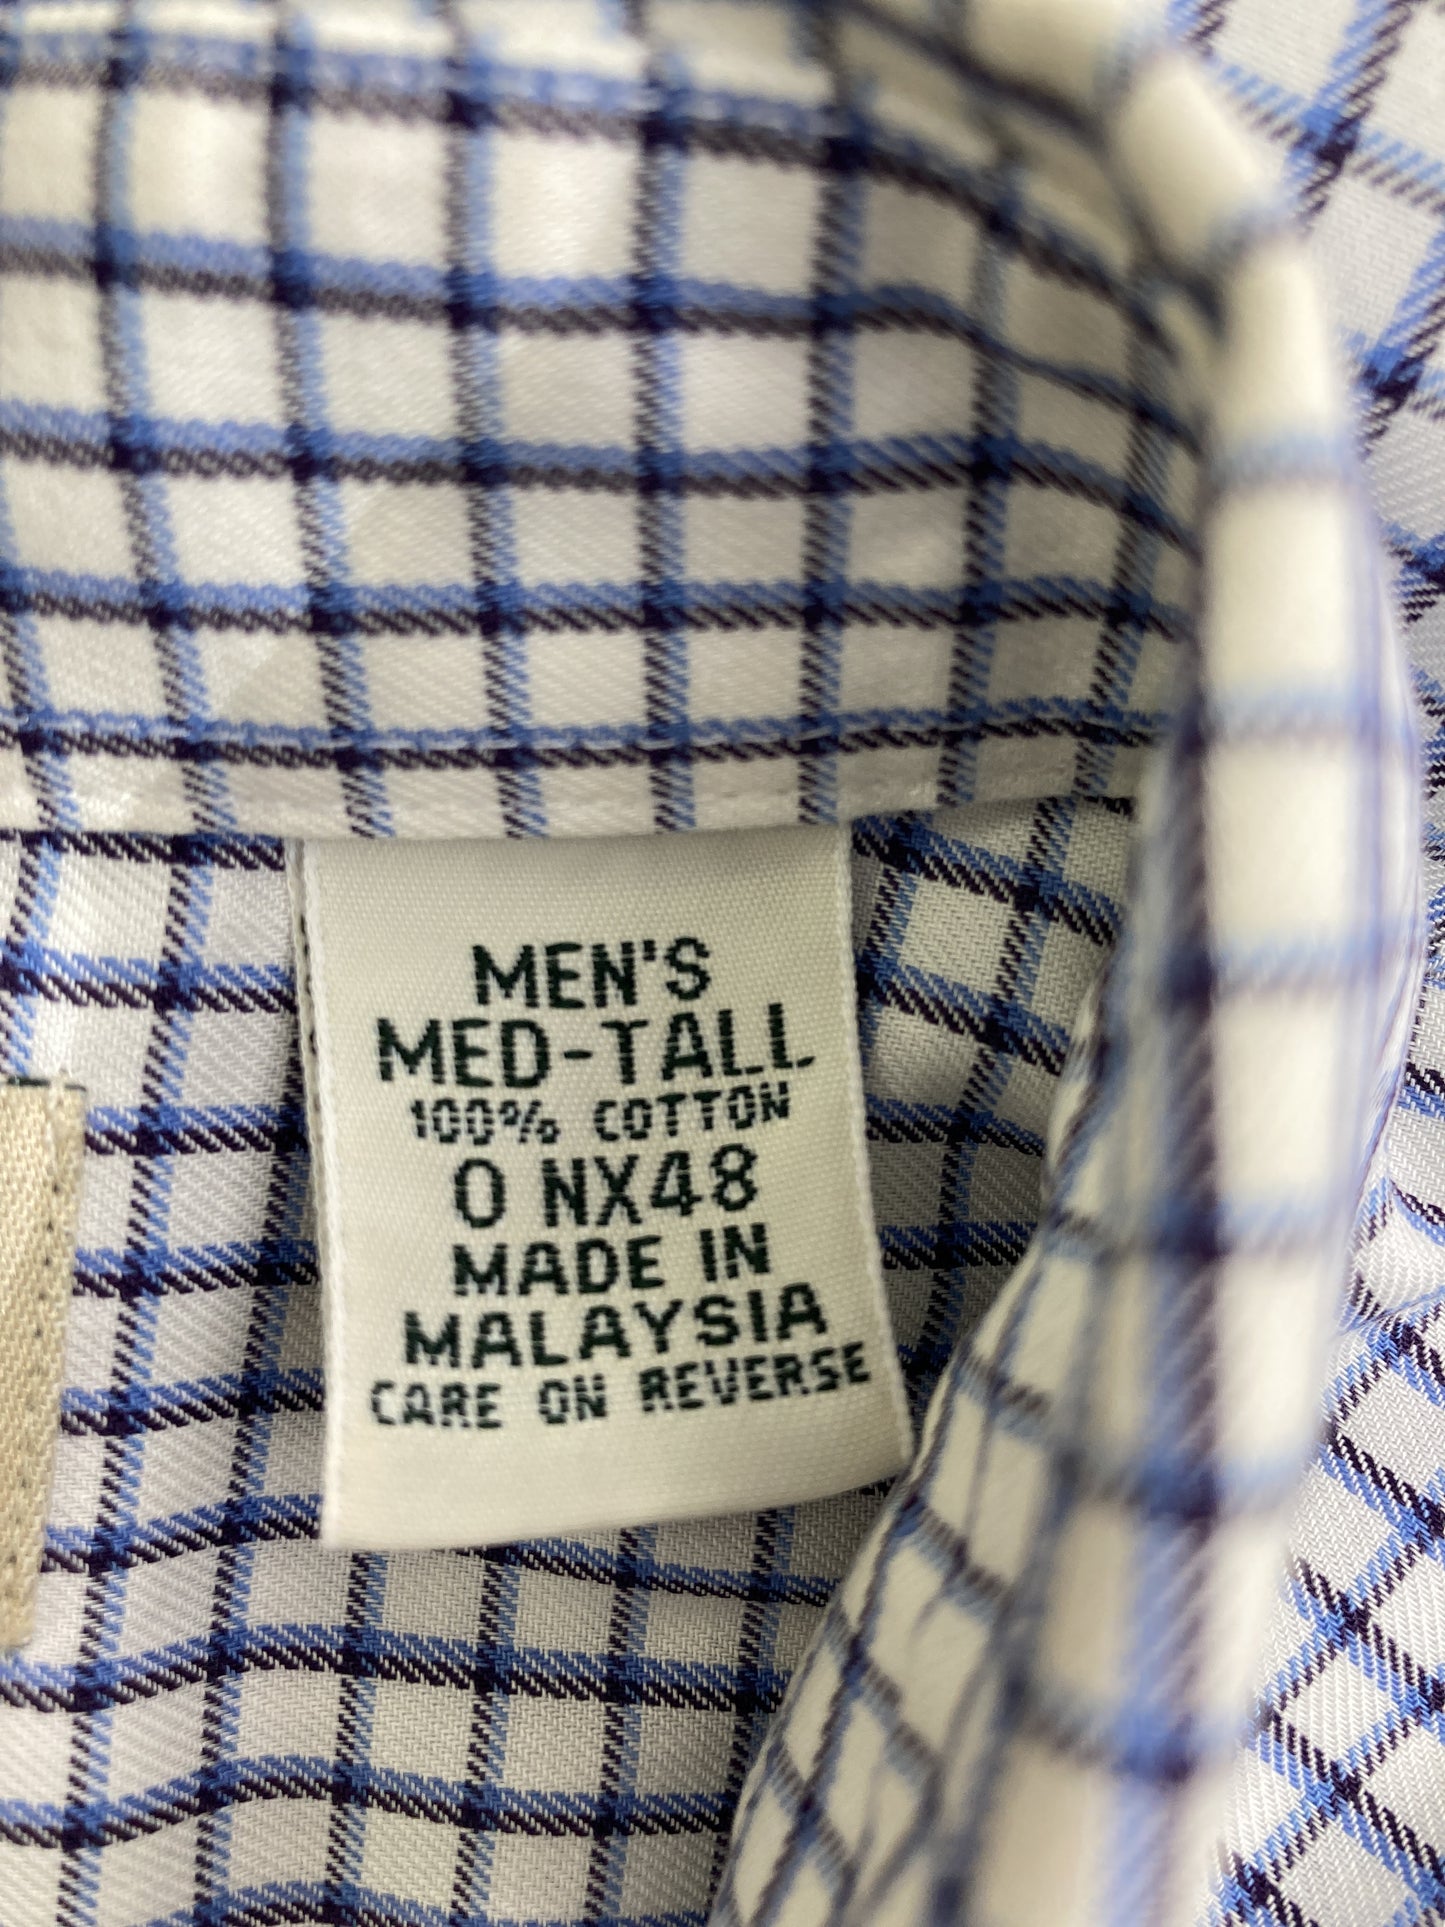 MEN'S
MED-TALL
100% COTTON
0 NX48
MADE IN
MALAYSIA
CARE ON REVERSE